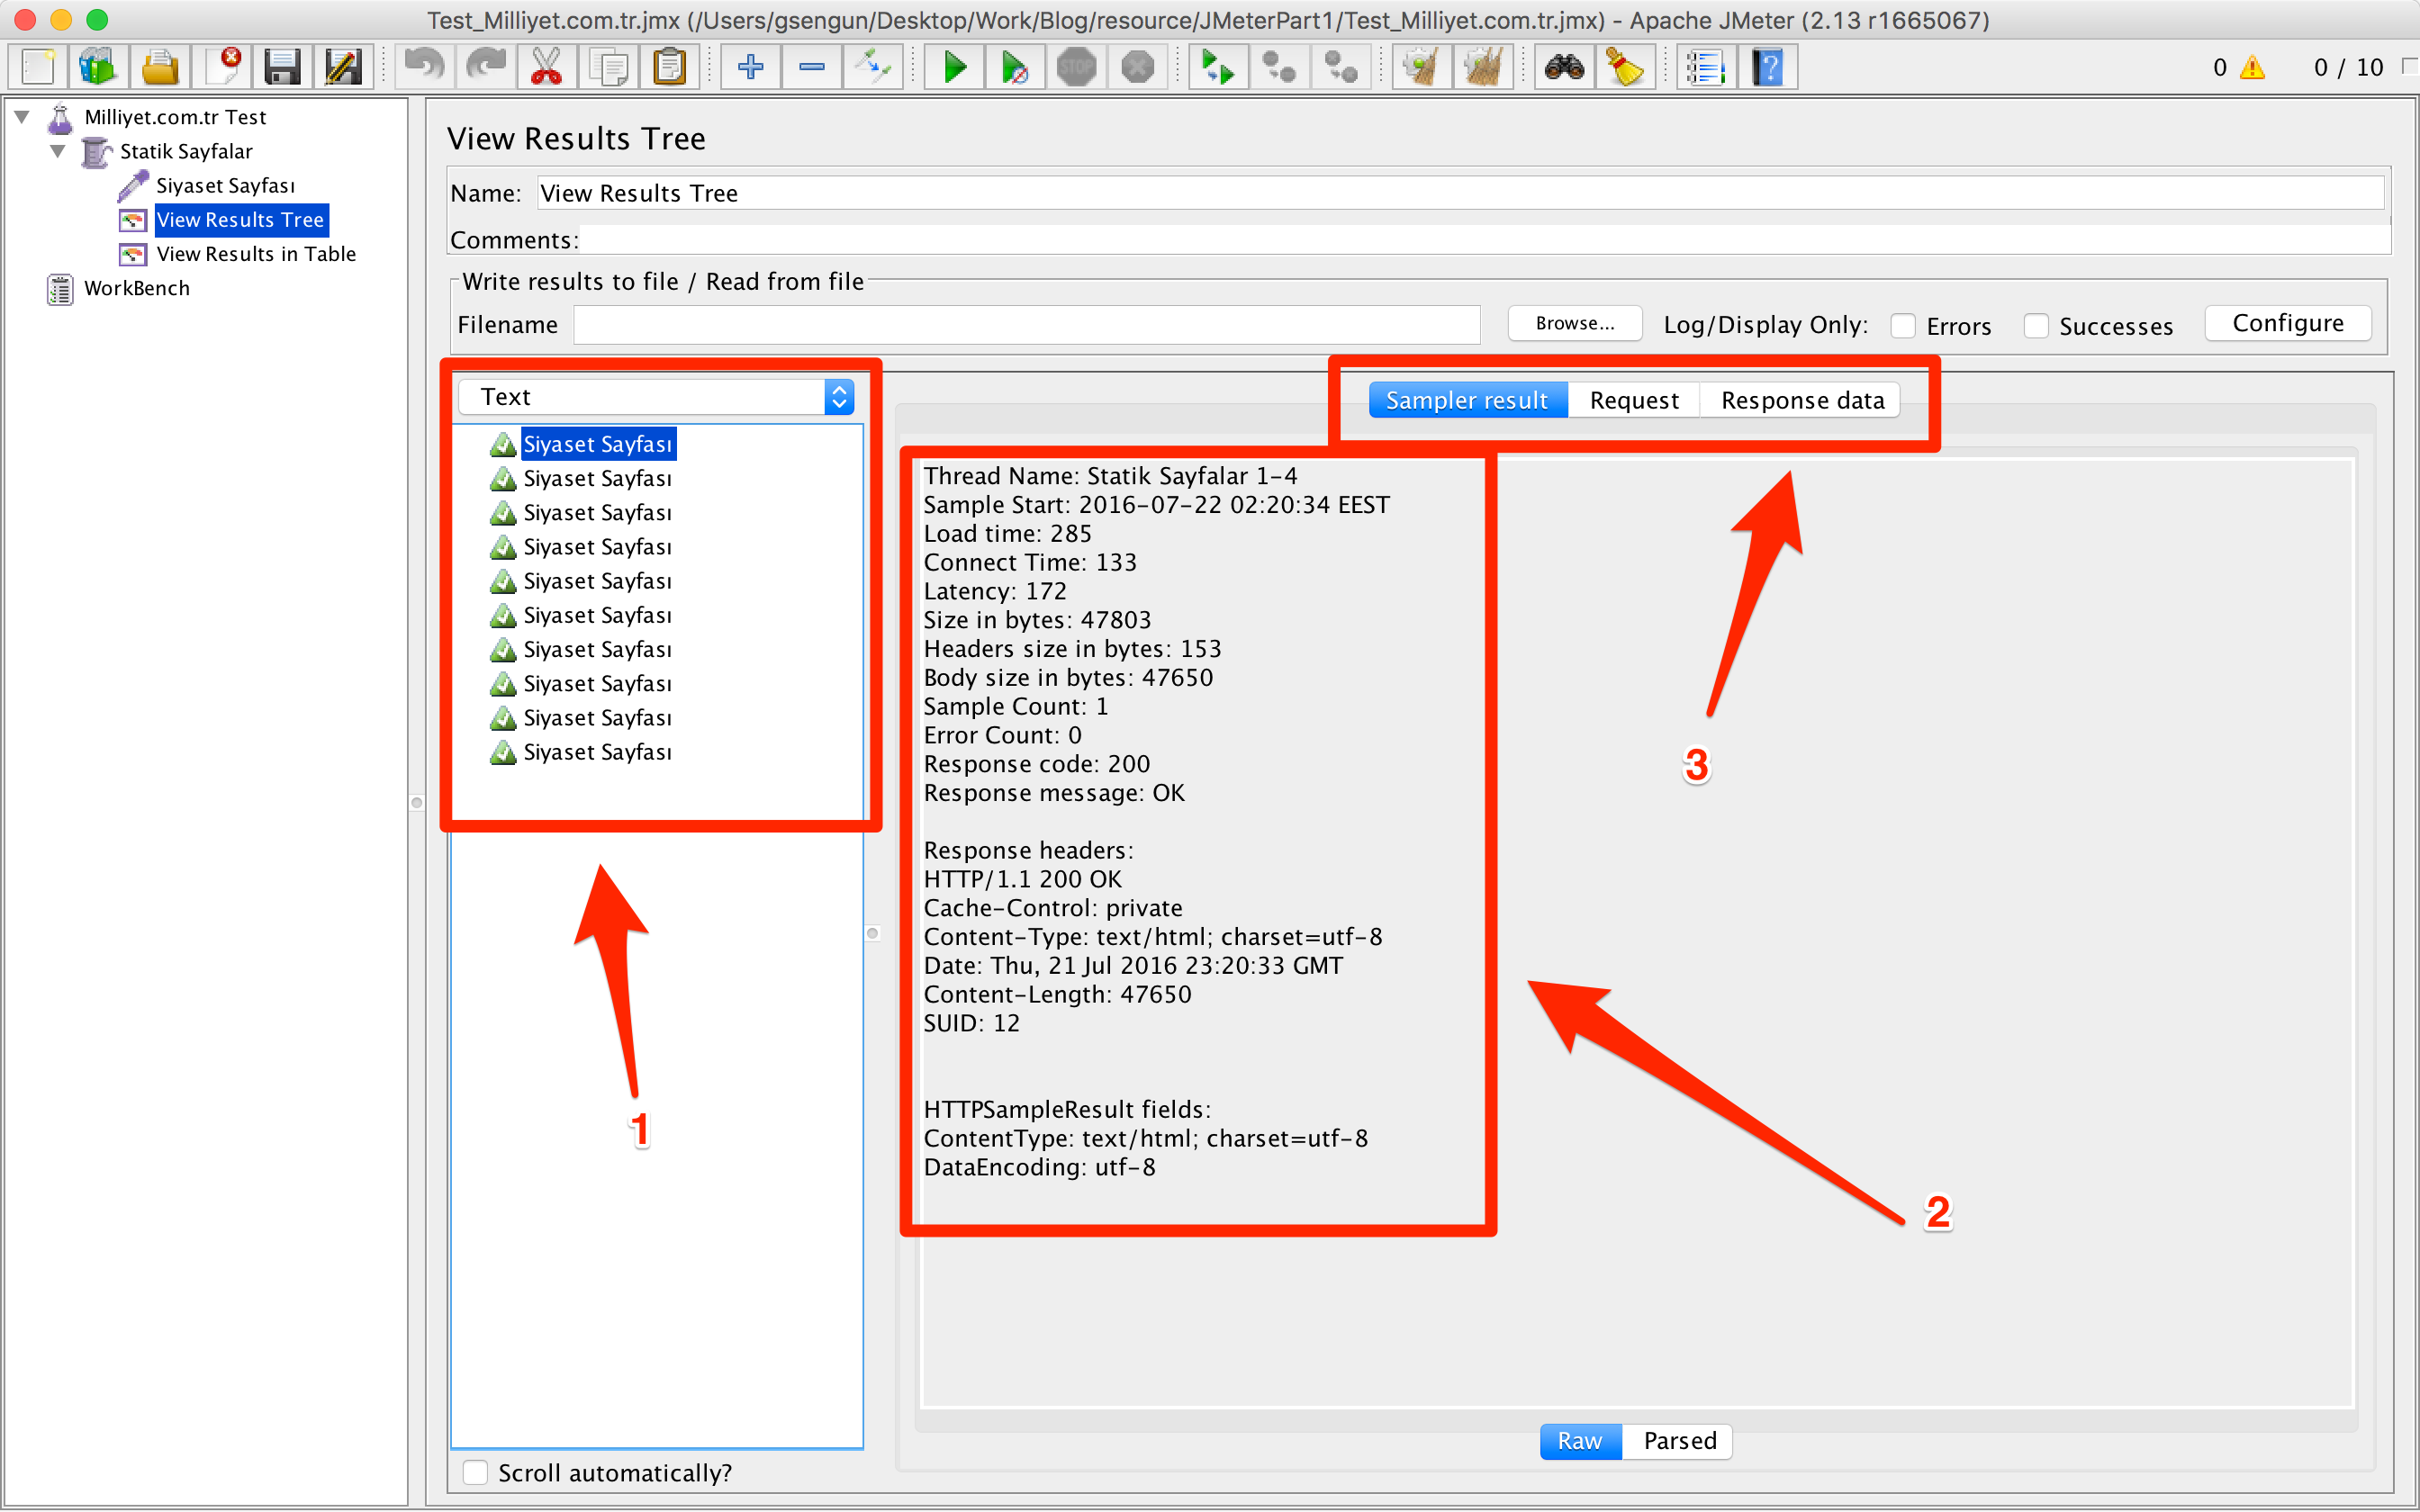 Test_Milliyet.com.tr.jmx (/Users/gsengun/Desktop/Work/Blog/resource/JMeterPart1/Test_Milliyet.com.tr.jmx) - Apache JMeter (2.13 r1665067)
STOP
?
0
0 / 10
Milliyet.com.tr Test
Statik Sayfalar
Siyaset Sayfası
View Results Tree
View Results in Table
WorkBench
View Results Tree
Name: View Results Tree
Comments:
Write results to file / Read from file
Filename
Browse...
Log/Display Only:
Errors
Successes
Configure
Text
Siyaset Sayfası
Siyaset Sayfası
Siyaset Sayfası
Siyaset Sayfası
Siyaset Sayfası
Siyaset Sayfası
Siyaset Sayfası
Siyaset Sayfası
Siyaset Sayfası
Siyaset Sayfası
1
Scroll automatically?
Sampler result
Request
Response data
3
Thread Name: Statik Sayfalar 1-4
Sample Start: 2016-07-22 02:20:34 EEST
Load time: 285
Connect Time: 133
Latency: 172
Size in bytes: 47803
Headers size in bytes: 153
Body size in bytes: 47650
Sample Count: 1
Error Count: 0
Response code: 200
Response message: OK
Response headers:
HTTP/1.1 200 OK
Cache-Control: private
Content-Type: text/html; charset=utf-8
Date: Thu, 21 Jul 2016 23:20:33 GMT
Content-Length: 47650
SUID: 12
HTTPSampleResult fields:
ContentType: text/html; charset=utf-8
DataEncoding: utf-8
2
Raw
Parsed